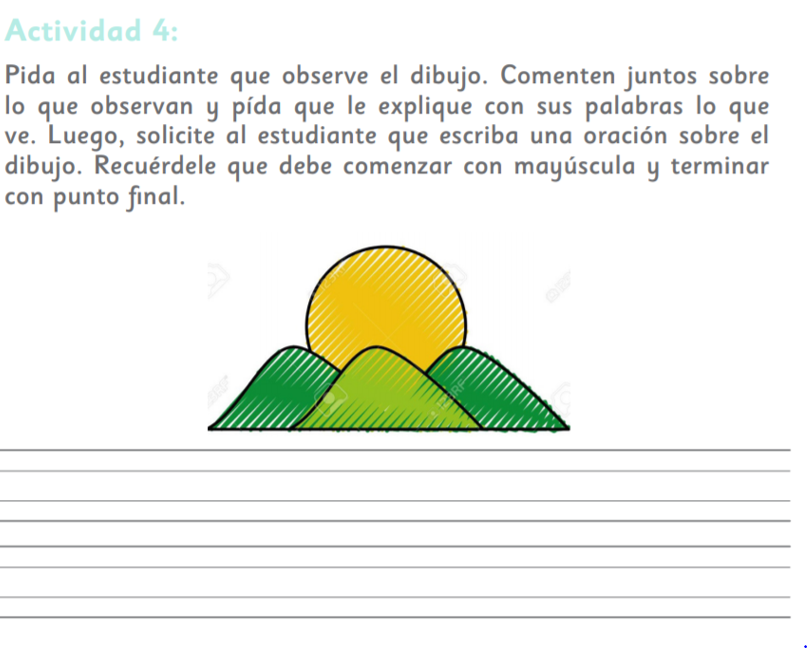 Actividad 4:
Pida al estudiante que observe el dibujo. Comenten juntos sobre
lo que observan y pída que le explique con sus palabras lo que
ve. Luego, solicite al estudiante que escriba una oración sobre el
dibujo. Recuérdele que debe comenzar con mayúscula y terminar
con punto final.